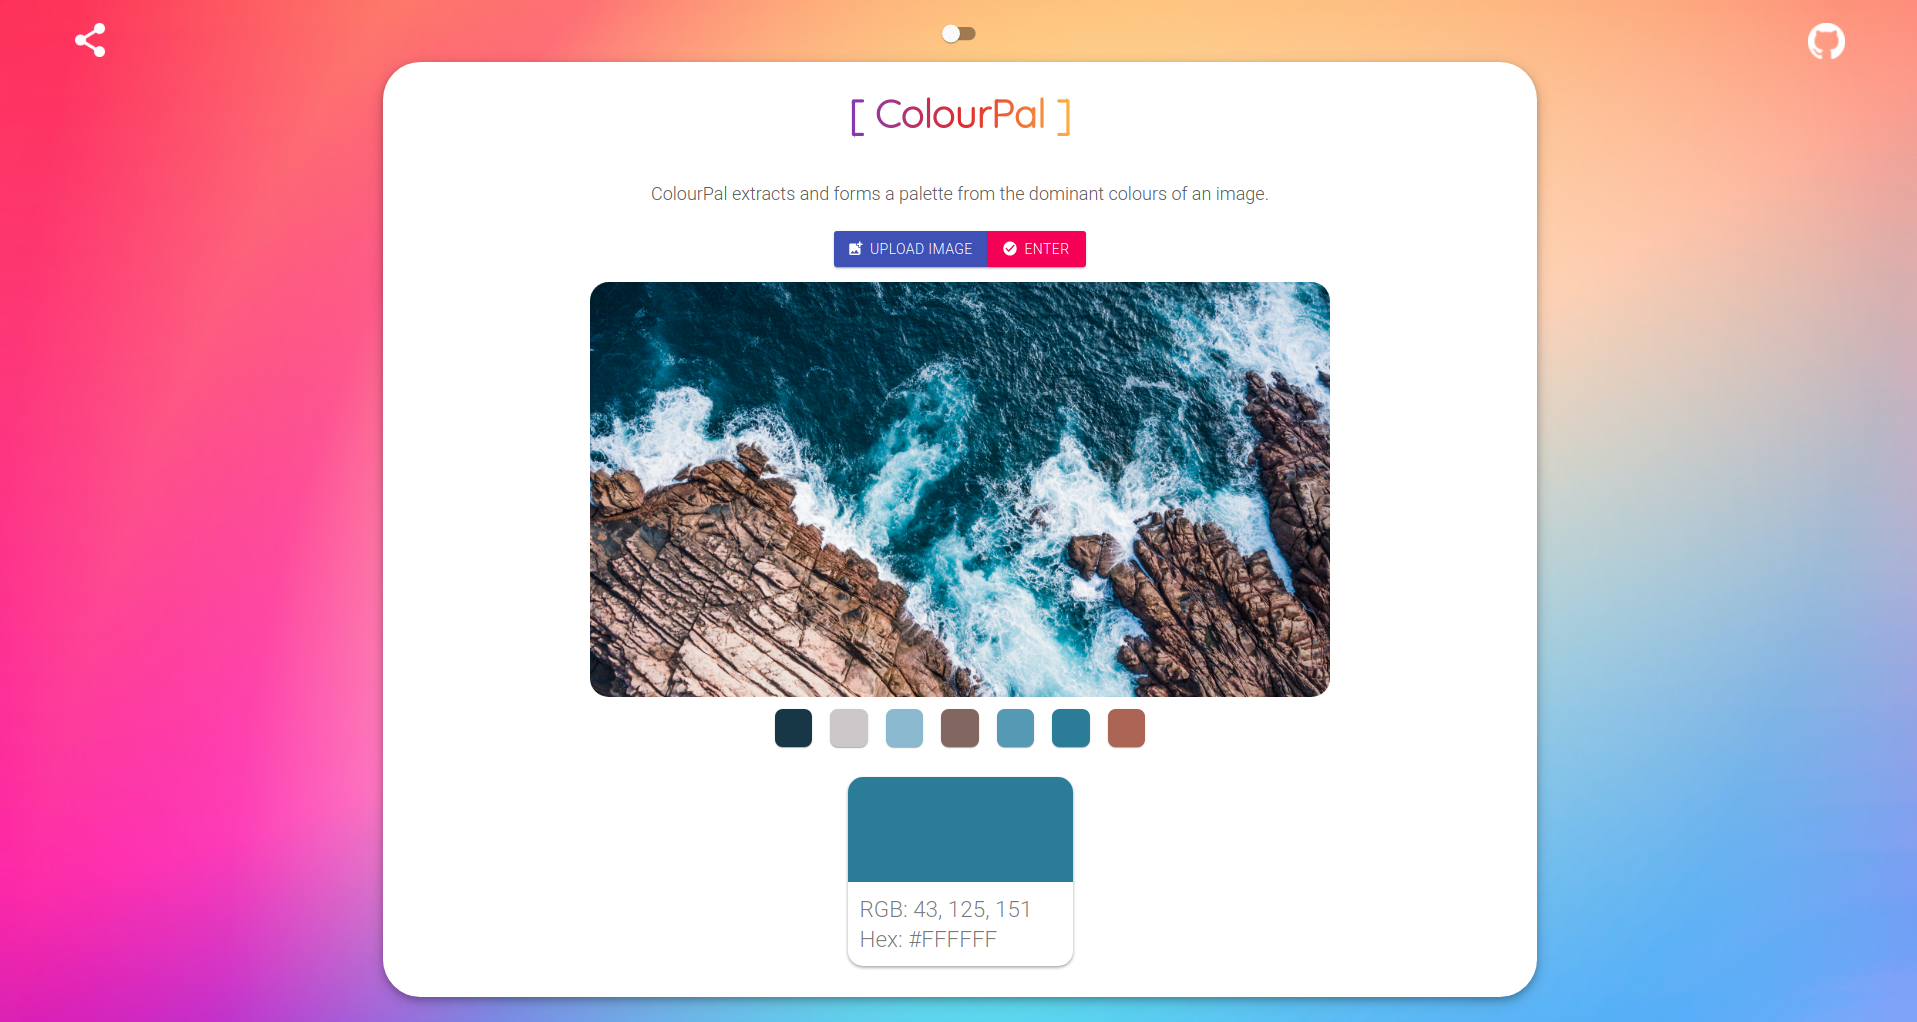 [ ColourPal ]
ColourPal extracts and forms a palette from the dominant colours of an image.
UPLOAD IMAGE ENTER
RGB: 43, 125, 151
Hex: #FFFFFF